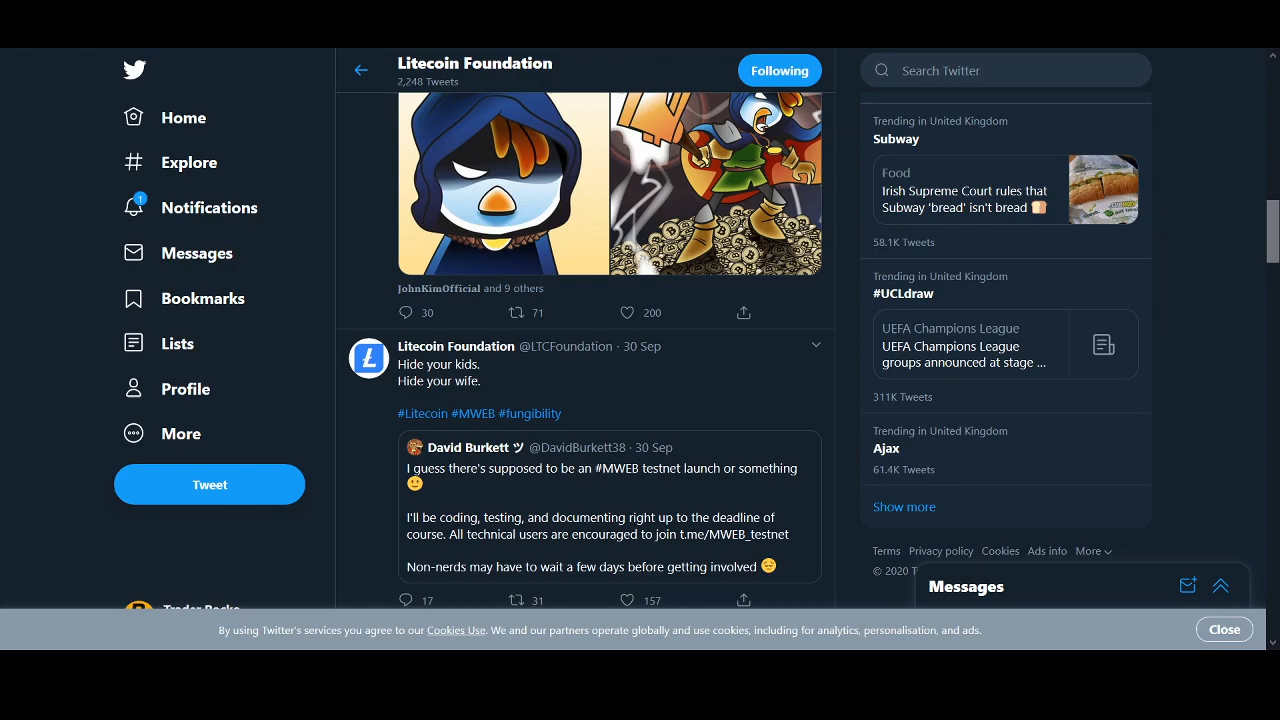 Home
Explore
1
Notifications
Messages
Bookmarks
Lists
Profile
More
Tweet
Litecoin Foundation
2,248 Tweets
Following
JohnKimOfficial and 9 others
30 71 200
Litecoin Foundation @LTCFoundation · 30 Sep
Hide your kids.
Hide your wife.
#Litecoin #MWEB #fungibility
David Burkett ツ @DavidBurkett38 · 30 Sep
I guess there's supposed to be an #MWEB testnet launch or something
🙂
I'll be coding, testing, and documenting right up to the deadline of
course. All technical users are encouraged to join t.me/MWEB_testnet
Non-nerds may have to wait a few days before getting involved 😌
17 31 157
Search Twitter
Trending in United Kingdom
Subway
Food
Irish Supreme Court rules that
Subway 'bread' isn't bread 🍞
58.1K Tweets
Trending in United Kingdom
#UCLdraw
UEFA Champions League
UEFA Champions League
groups announced at stage ...
311K Tweets
Trending in United Kingdom
Ajax
61.4K Tweets
Show more
Terms Privacy policy Cookies Ads info More
© 2020 T
Messages
By using Twitter's services you agree to our Cookies Use. We and our partners operate globally and use cookies, including for analytics, personalisation, and ads.
Close